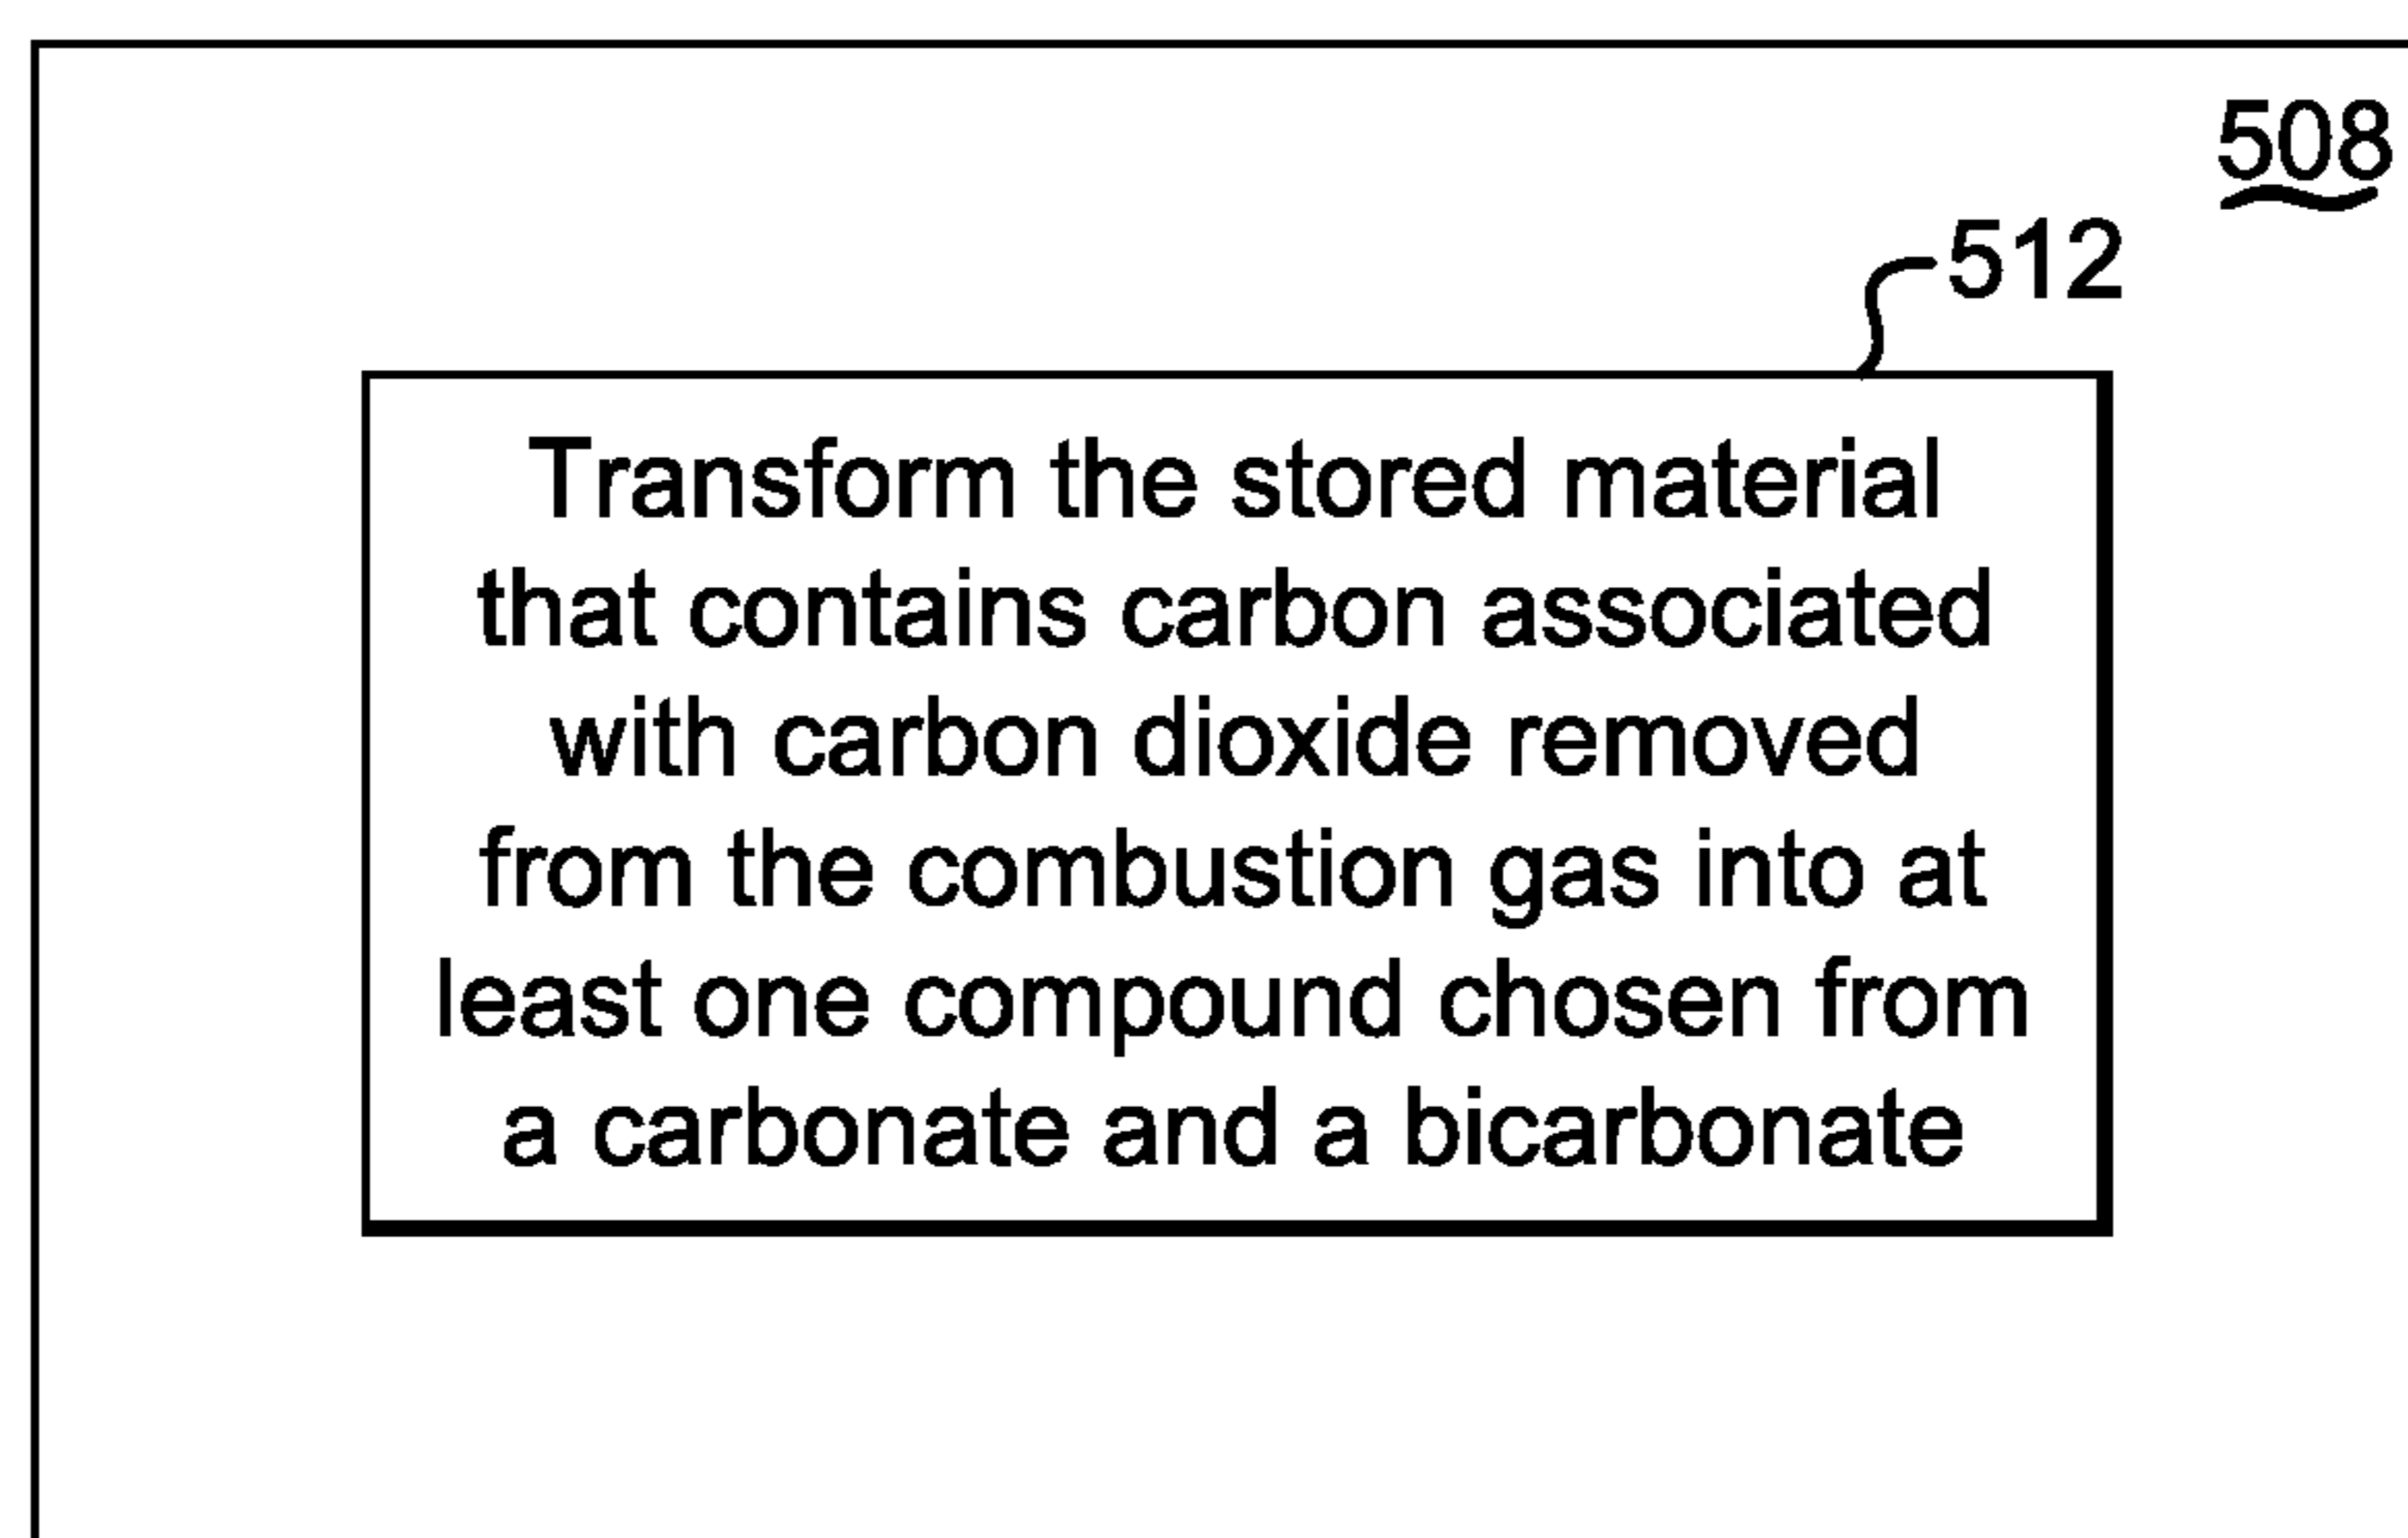 508
512
Transform the stored material
that contains carbon associated
with carbon dioxide removed
from the combustion gas into at
least one compound chosen from
a carbonate and a bicarbonate